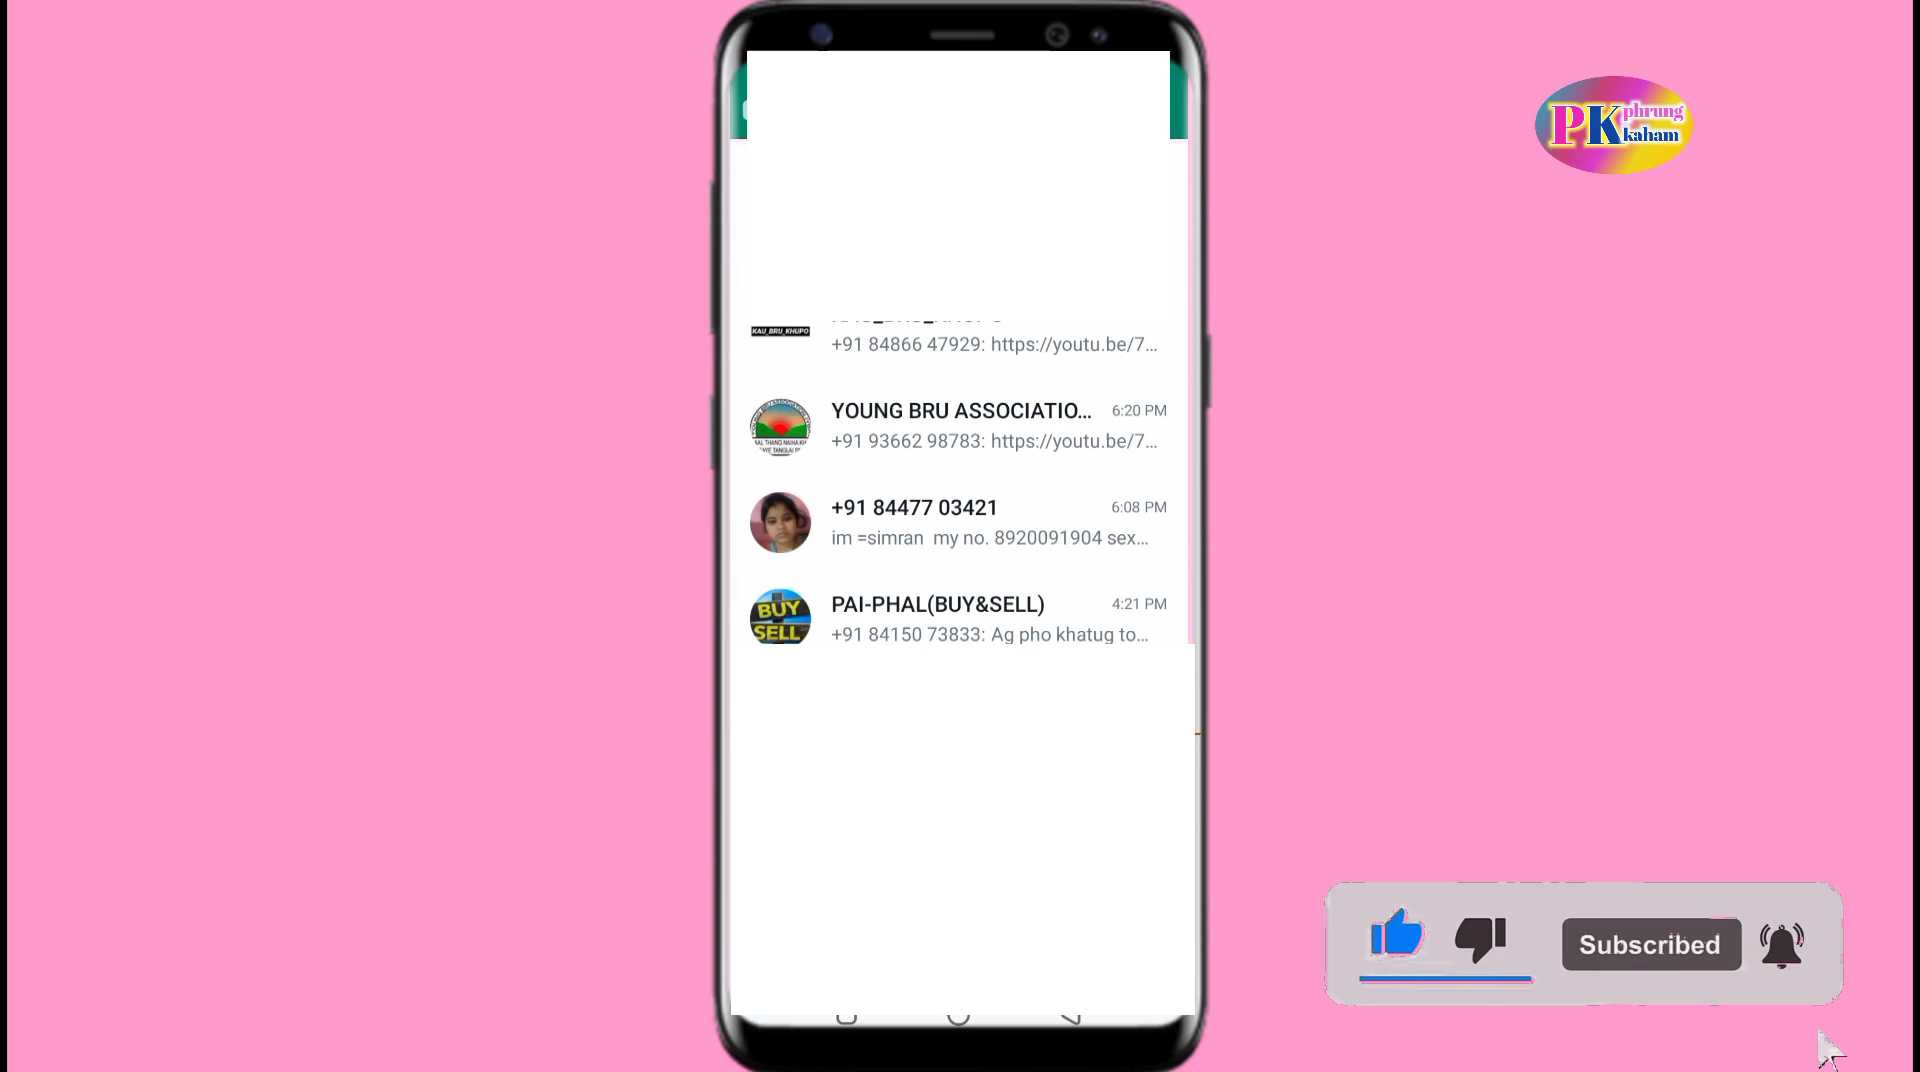 PK phrung
kaham
KAU_BRU_KHUPO
+91 84866 47929: https://youtu.be/7...
YOUNG BRU ASSOCIATIO... 6:20 PM
+91 93662 98783: https://youtu.be/7...
+91 84477 03421 6:08 PM
im =simran my no. 8920091904 sex...
BUY
SELL
PAI-PHAL(BUY&SELL) 4:21 PM
+91 84150 73833: Ag pho khatug to...
Subscribed